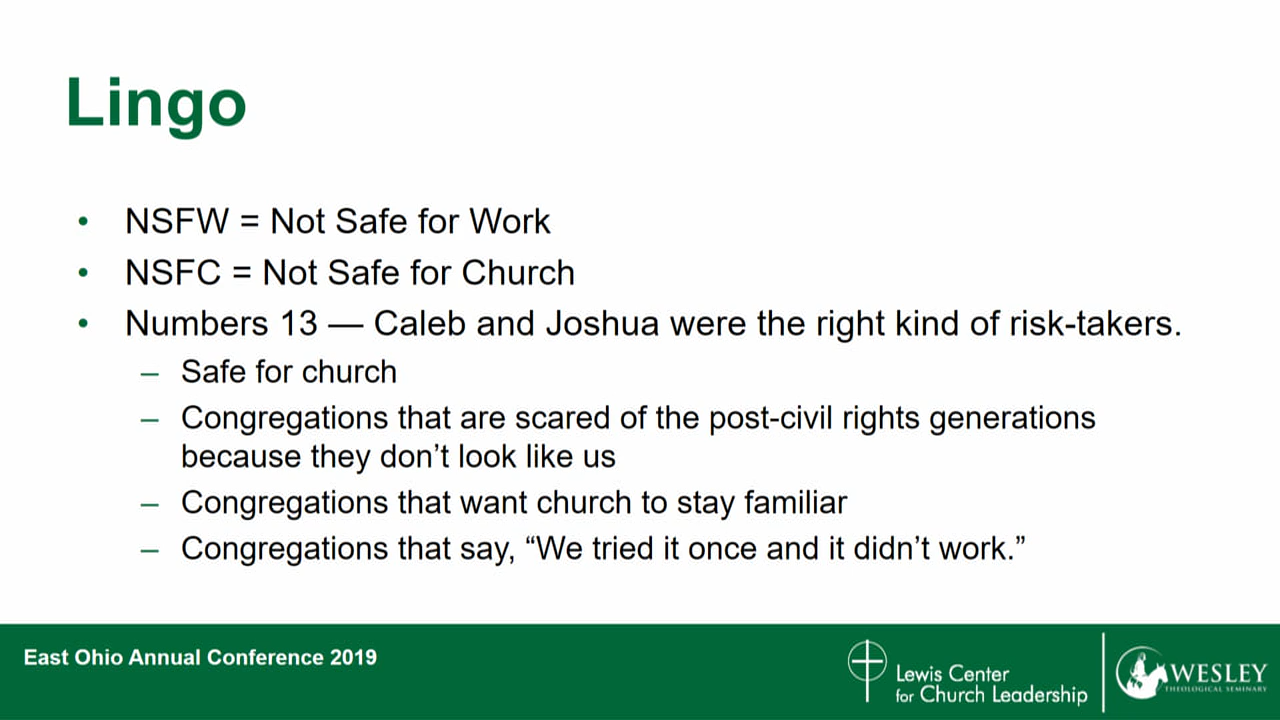 Lingo
• NSFW = Not Safe for Work
• NSFC = Not Safe for Church
• Numbers 13 — Caleb and Joshua were the right kind of risk-takers.
– Safe for church
– Congregations that are scared of the post-civil rights generations
because they don’t look like us
– Congregations that want church to stay familiar
– Congregations that say, “We tried it once and it didn’t work.”
East Ohio Annual Conference 2019
Lewis Center
for Church Leadership
WESLEY
THEOLOGICAL SEMINARY